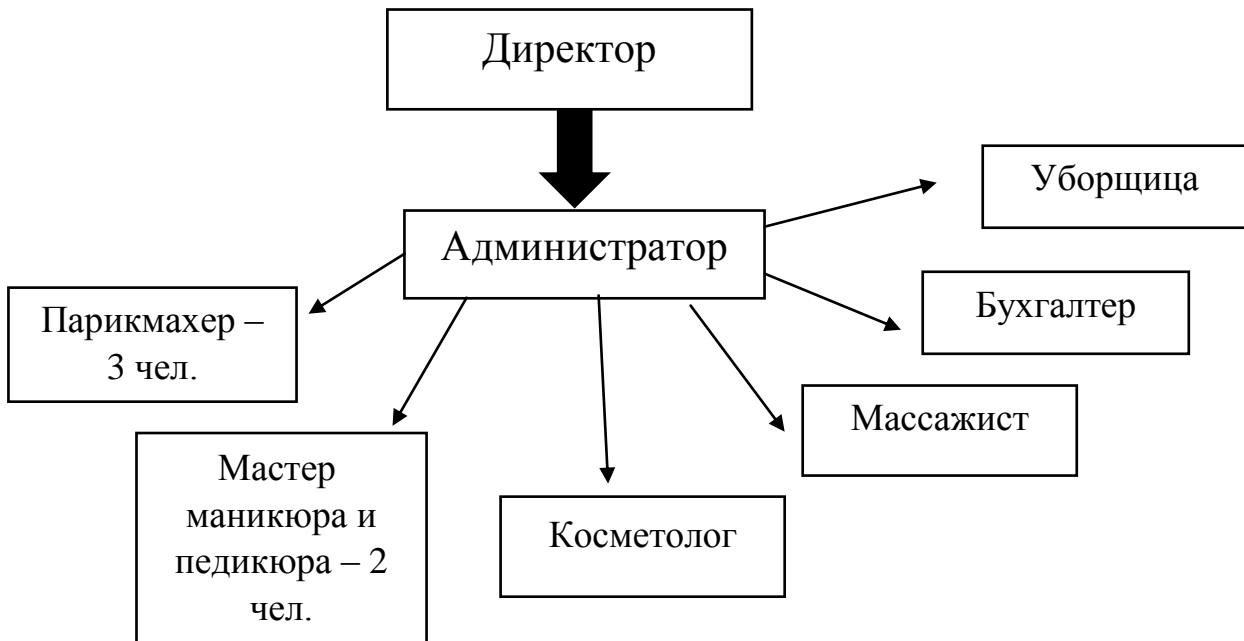 Директор
Уборщица
Администратор
Бухгалтер
Парикмахер –
3 чел.
Массажист
Мастер
маникюра и
педикюра – 2
чел.
Косметолог